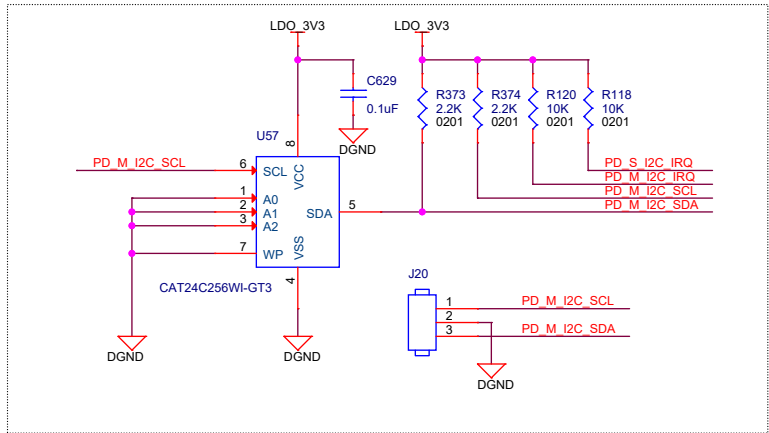 LDO_3V3
LDO_3V3
C629
0.1uF
DGND
R373
2.2K
0201
R374
2.2K
0201
R120
10K
0201
R118
10K
0201
U57
8
VCC
PD_M_I2C_SCL
6
SCL
1
A0
2
A1
3
A2
7
WP
SDA
5
VSS
4
CAT24C256WI-GT3
PD_S_I2C_IRQ
PD_M_I2C_IRQ
PD_M_I2C_SCL
PD_M_I2C_SDA
DGND
DGND
J20
1
PD_M_I2C_SCL
2
3
PD_M_I2C_SDA
DGND